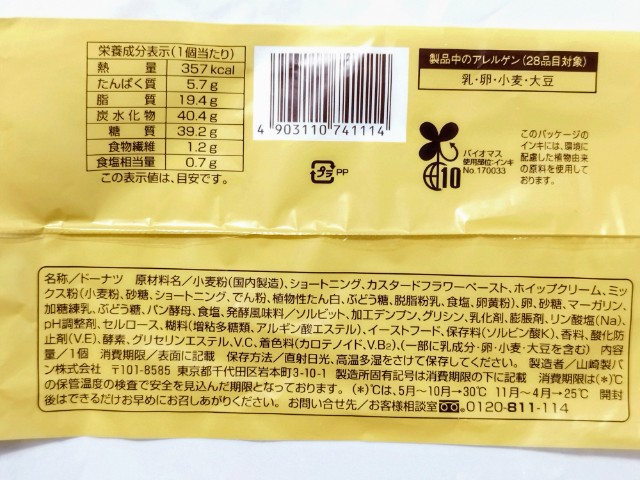 栄養成分表示(1個当たり)
熱量 357kcal
たんぱく質 5.7g
脂質 19.4g
炭水化物 40.4g
糖質 39.2g
食物繊維 1.2g
食塩相当量 0.7g
この表示値は、目安です。
4 903110 741114
プラ PP
製品中のアレルゲン(28品目対象)
乳・卵・小麦・大豆
バイオマス
使用部位:インキ
No.170033
10
このパッケージの
インキには、環境に
配慮した植物由来
の原料を使用して
おります。
名称/ドーナツ 原材料名/小麦粉(国内製造)、ショートニング、カスタードフラワーペースト、ホイップクリーム、ミッ
クス粉(小麦粉、砂糖、ショートニング、でん粉、植物性たん白、ぶどう糖、脱脂粉乳、食塩、卵黄粉)、卵、砂糖、マーガリン、
加糖練乳、ぶどう糖、パン酵母、食塩、発酵風味料/ソルビット、加工デンプン、グリシン、乳化剤、膨脹剤、リン酸塩(Na)、
pH調整剤、セルロース、糊料(増粘多糖類、アルギン酸エステル)、イーストフード、保存料(ソルビン酸K)、香料、酸化防
止剤(V.E)、酵素、グリセリンエステル、V.C、着色料(カロテノイド、V.B₂)、(一部に乳成分・卵・小麦・大豆を含む) 内容
量/1個 消費期限/表面に記載 保存方法/直射日光、高温多湿をさけて保存してください。 製造者/山崎製パ
ン株式会社 〒101-8585 東京都千代田区岩本町3-10-1 製造所固有記号は消費期限の下に記載 消費期限は(*)℃
の保管温度の検査で安全を見込んだ期限となっております。 (*)℃は、5月~10月→30℃ 11月~4月→25℃ 開封
後はできるだけお早めにお召しあがりください。お問い合せ先/お客様相談室 0120-811-114